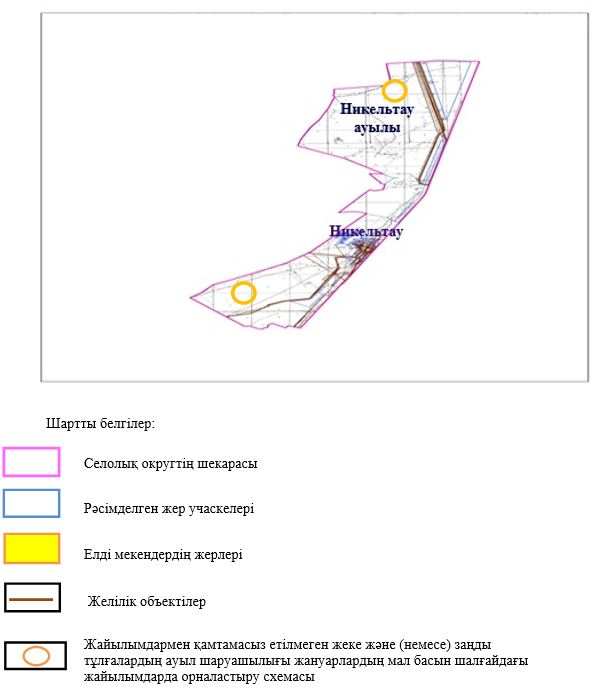 Никельтау
ауылы
Никельтау
Шартты белгілер:
Селолық округтің шекарасы
Рәсімделген жер учаскелері
Елді мекендердің жерлері
Желілік объектілер
Жайылымдармен қамтамасыз етілмеген жеке және (немесе) заңды
тұлғалардың ауыл шаруашылығы жануарлардың мал басын шалғайдағы
жайылымдарда орналастыру схемасы